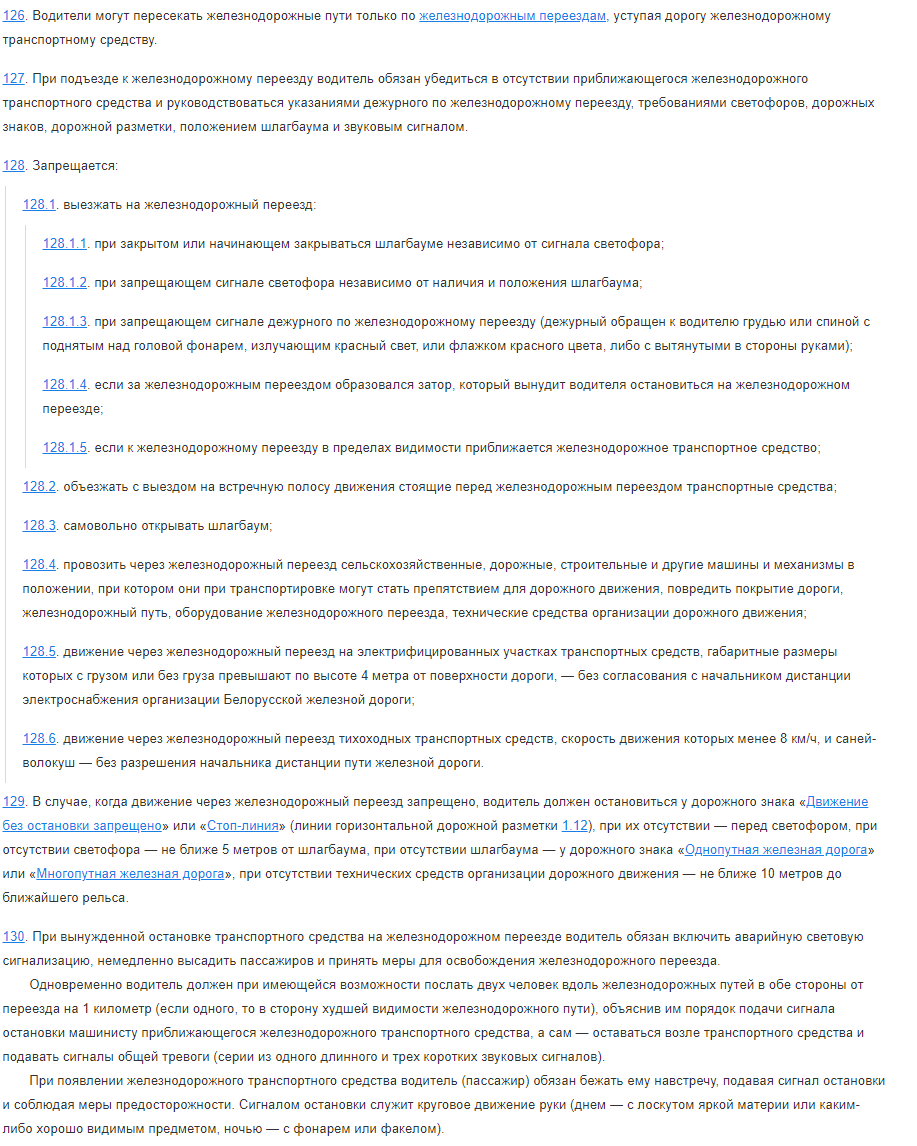 126. Водители могут пересекать железнодорожные пути только по железнодорожным переездам, уступая дорогу железнодорожному
транспортному средству.
127. При подъезде к железнодорожному переезду водитель обязан убедиться в отсутствии приближающегося железнодорожного
транспортного средства и руководствоваться указаниями дежурного по железнодорожному переезду, требованиями светофоров, дорожных
знаков, дорожной разметки, положением шлагбаума и звуковым сигналом.
128. Запрещается:
128.1. выезжать на железнодорожный переезд:
128.1.1. при закрытом или начинающем закрываться шлагбауме независимо от сигнала светофора;
128.1.2. при запрещающем сигнале светофора независимо от наличия и положения шлагбаума;
128.1.3. при запрещающем сигнале дежурного по железнодорожному переезду (дежурный обращен к водителю грудью или спиной с
поднятым над головой фонарем, излучающим красный свет, или флажком красного цвета, либо с вытянутыми в стороны руками);
128.1.4. если за железнодорожным переездом образовался затор, который вынудит водителя остановиться на железнодорожном
переезде;
128.1.5. если к железнодорожному переезду в пределах видимости приближается железнодорожное транспортное средство;
128.2. объезжать с выездом на встречную полосу движения стоящие перед железнодорожным переездом транспортные средства;
128.3. самовольно открывать шлагбаум;
128.4. провозить через железнодорожный переезд сельскохозяйственные, дорожные, строительные и другие машины и механизмы в
положении, при котором они при транспортировке могут стать препятствием для дорожного движения, повредить покрытие дороги,
железнодорожный путь, оборудование железнодорожного переезда, технические средства организации дорожного движения;
128.5. движение через железнодорожный переезд на электрифицированных участках транспортных средств, габаритные размеры
которых с грузом или без груза превышают по высоте 4 метра от поверхности дороги, — без согласования с начальником дистанции
электроснабжения организации Белорусской железной дороги;
128.6. движение через железнодорожный переезд тихоходных транспортных средств, скорость движения которых менее 8 км/ч, и саней-
волокуш — без разрешения начальника дистанции пути железной дороги.
129. В случае, когда движение через железнодорожный переезд запрещено, водитель должен остановиться у дорожного знака «Движение
без остановки запрещено» или «Стоп-линия» (линии горизонтальной дорожной разметки 1.12), при их отсутствии — перед светофором, при
отсутствии светофора — не ближе 5 метров от шлагбаума, при отсутствии шлагбаума — у дорожного знака «Однопутная железная дорога»
или «Многопутная железная дорога», при отсутствии технических средств организации дорожного движения — не ближе 10 метров до
ближайшего рельса.
130. При вынужденной остановке транспортного средства на железнодорожном переезде водитель обязан включить аварийную световую
сигнализацию, немедленно высадить пассажиров и принять меры для освобождения железнодорожного переезда.
Одновременно водитель должен при имеющейся возможности послать двух человек вдоль железнодорожных путей в обе стороны от
переезда на 1 километр (если одного, то в сторону худшей видимости железнодорожного пути), объяснив им порядок подачи сигнала
остановки машинисту приближающегося железнодорожного транспортного средства, а сам — оставаться возле транспортного средства и
подавать сигналы общей тревоги (серии из одного длинного и трех коротких звуковых сигналов).
При появлении железнодорожного транспортного средства водитель (пассажир) обязан бежать ему навстречу, подавая сигнал остановки
и соблюдая меры предосторожности. Сигналом остановки служит круговое движение руки (днем — с лоскутом яркой материи или каким-
либо хорошо видимым предметом, ночью — с фонарем или факелом).